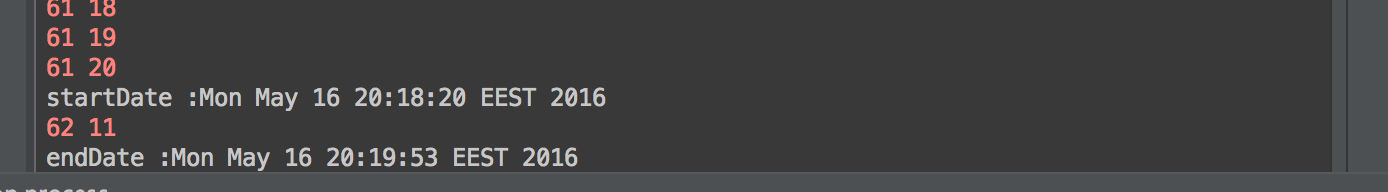 61 18
61 19
61 20
startDate :Mon May 16 20:18:20 EEST 2016
62 11
endDate :Mon May 16 20:19:53 EEST 2016
process